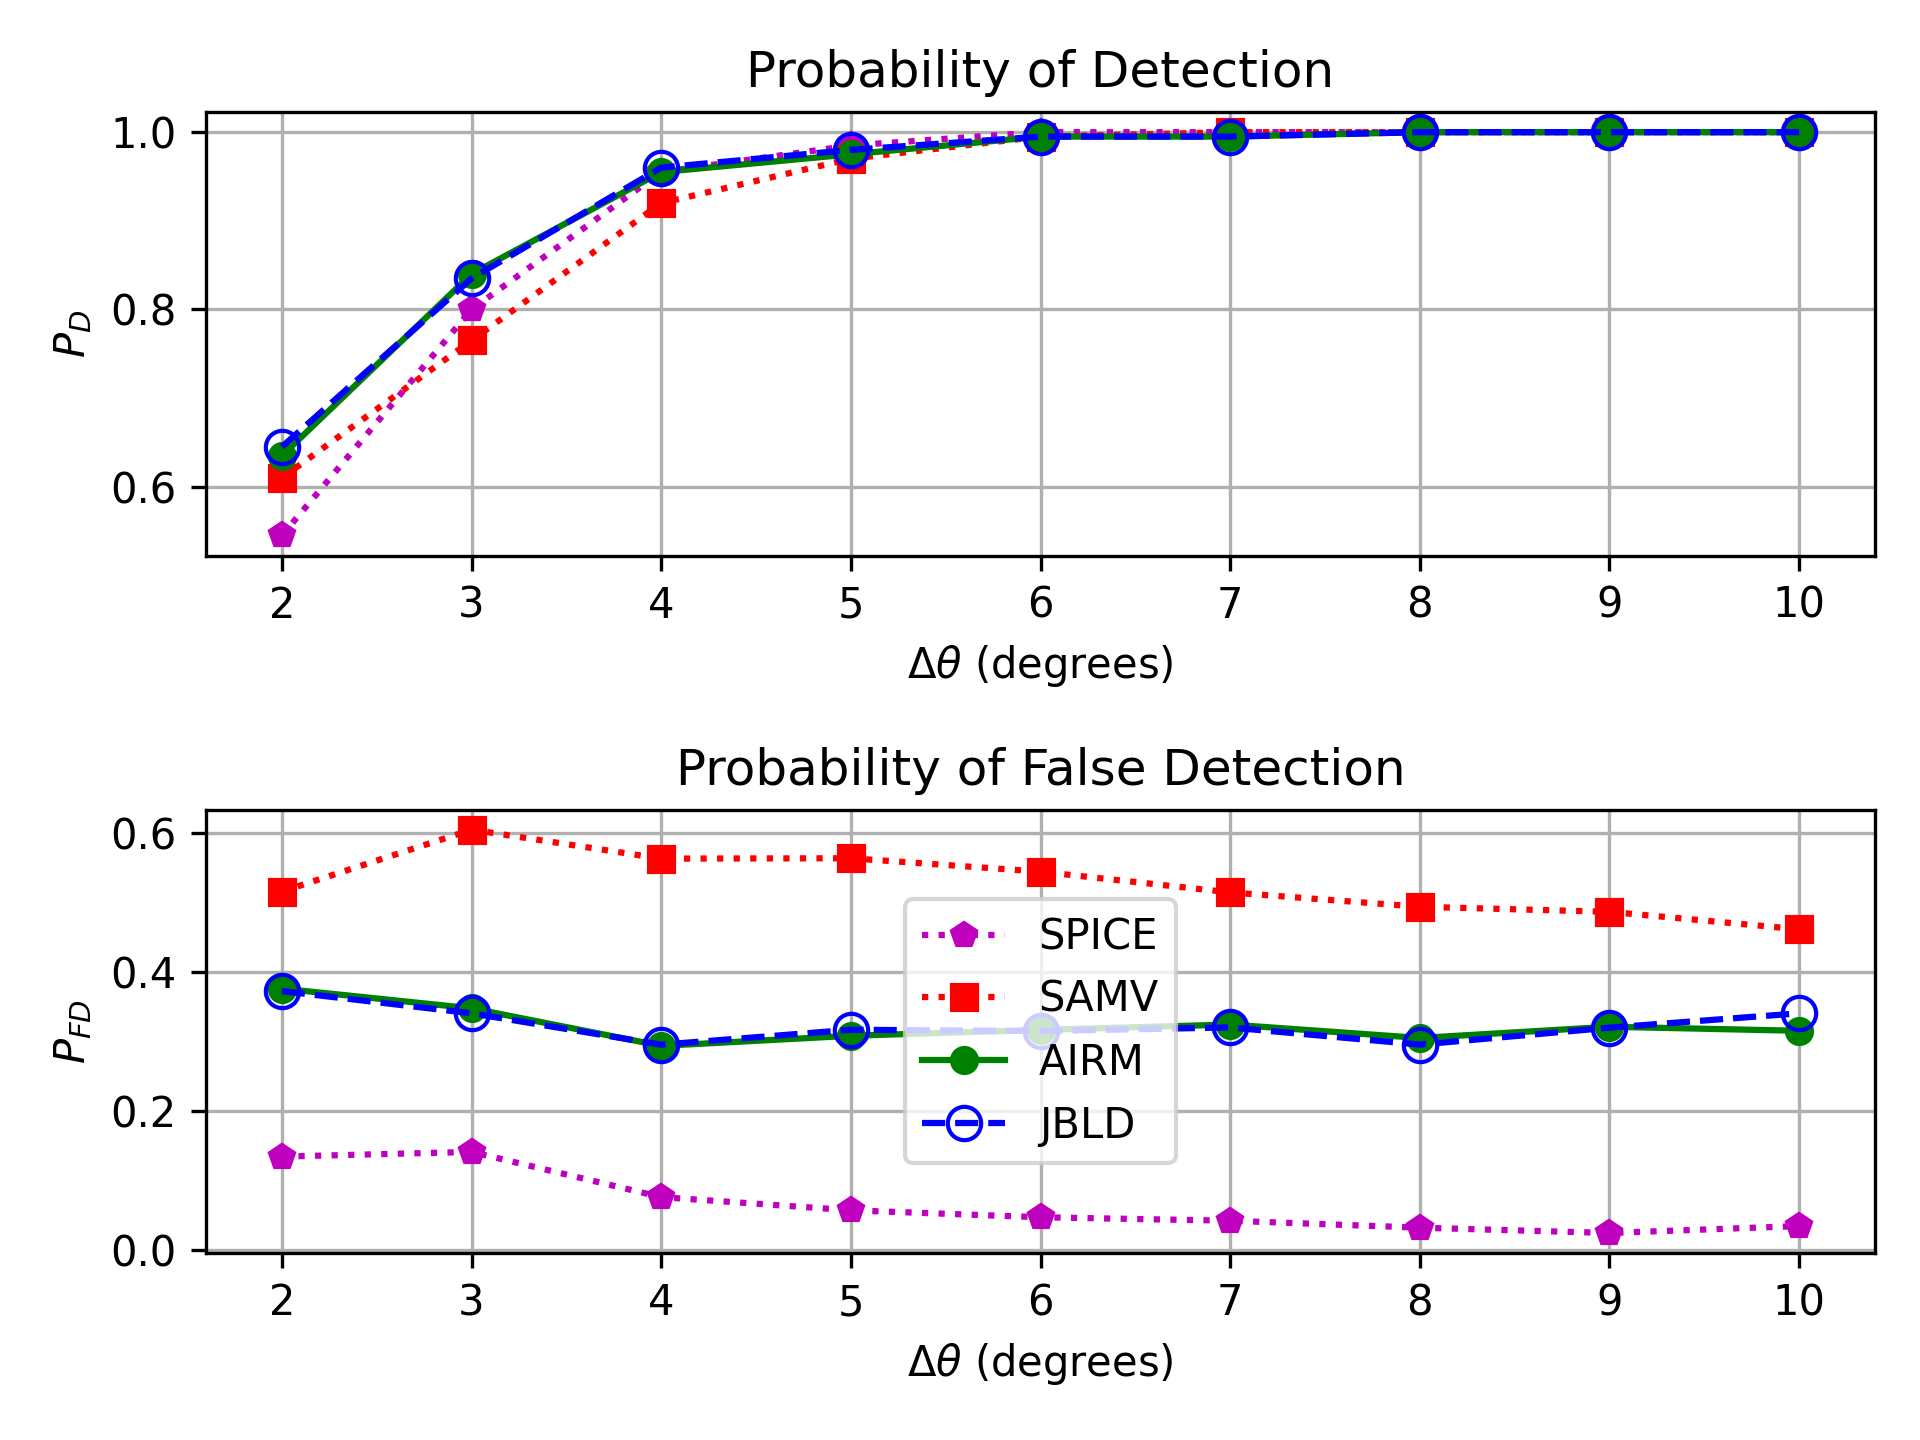 Probability of Detection
1.0
0.8
0.6
P_D
2 3 4 5 6 7 8 9 10
Δθ (degrees)
Probability of False Detection
0.6
0.4
0.2
0.0
P_FD
SPICE
SAMV
AIRM
JBLD
2 3 4 5 6 7 8 9 10
Δθ (degrees)